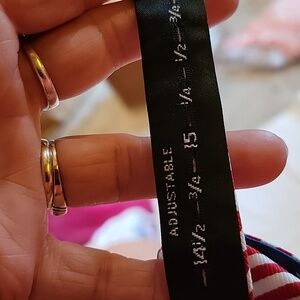 ADJUSTABLE
– 14½ – ¾ – 15 – ¼ – ½ – ¾ –